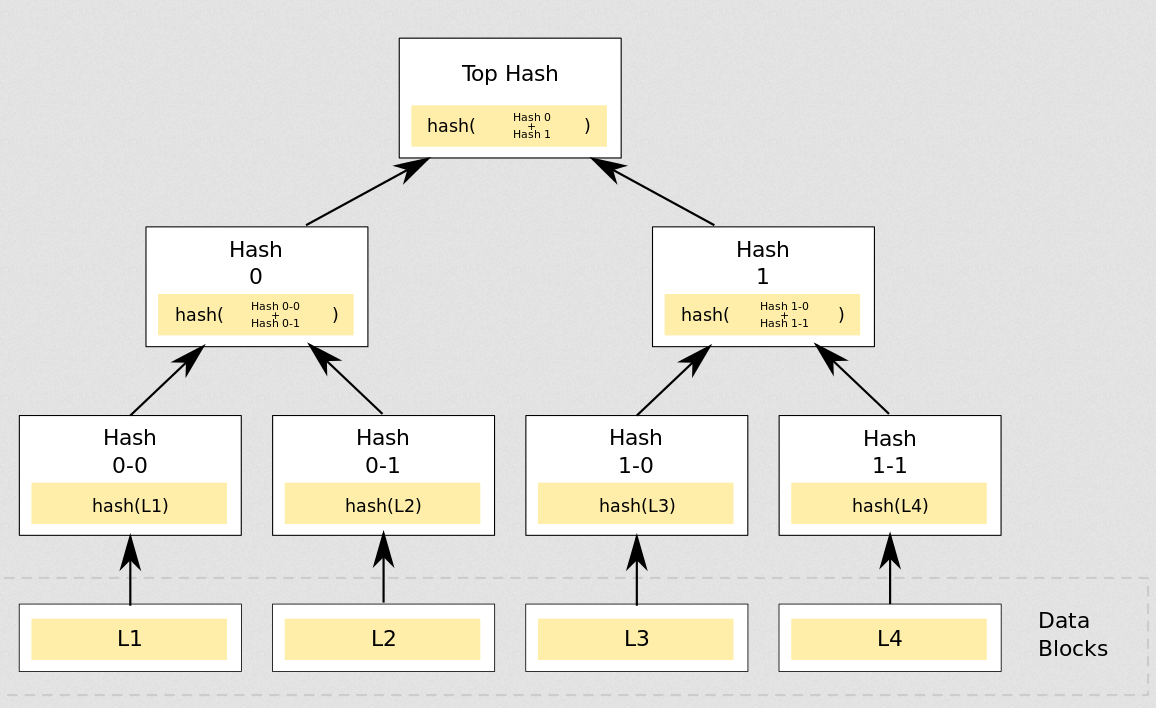 Top Hash
hash( Hash 0 + Hash 1 )
Hash
0
hash( Hash 0-0 + Hash 0-1 )
Hash
1
hash( Hash 1-0 + Hash 1-1 )
Hash
0-0
hash(L1)
Hash
0-1
hash(L2)
Hash
1-0
hash(L3)
Hash
1-1
hash(L4)
L1
L2
L3
L4
Data
Blocks